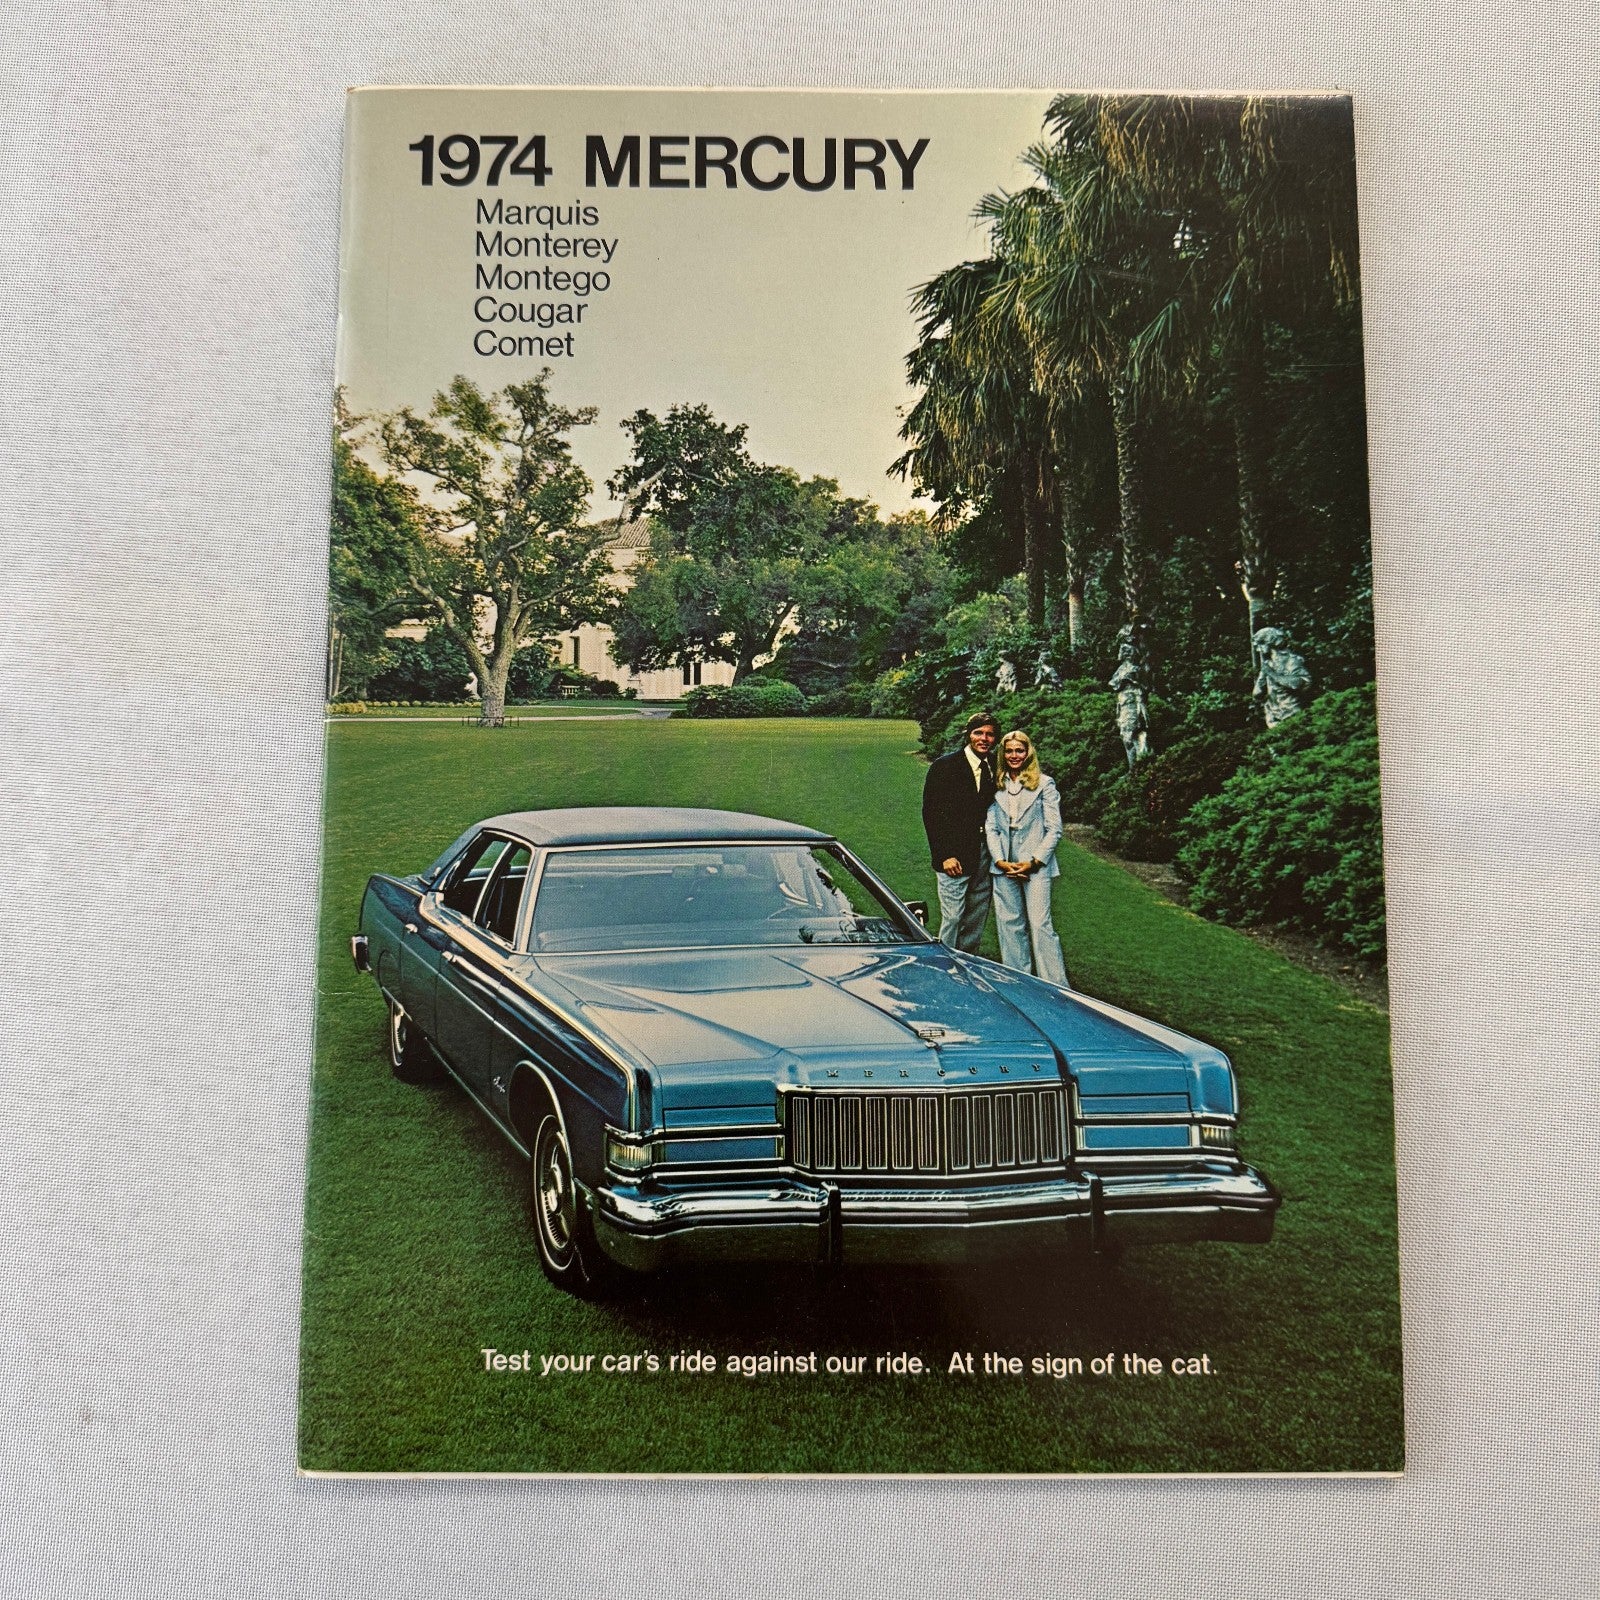 1974 MERCURY
Marquis
Monterey
Montego
Cougar
Comet
MERCURY
Test your car's ride against our ride. At the sign of the cat.